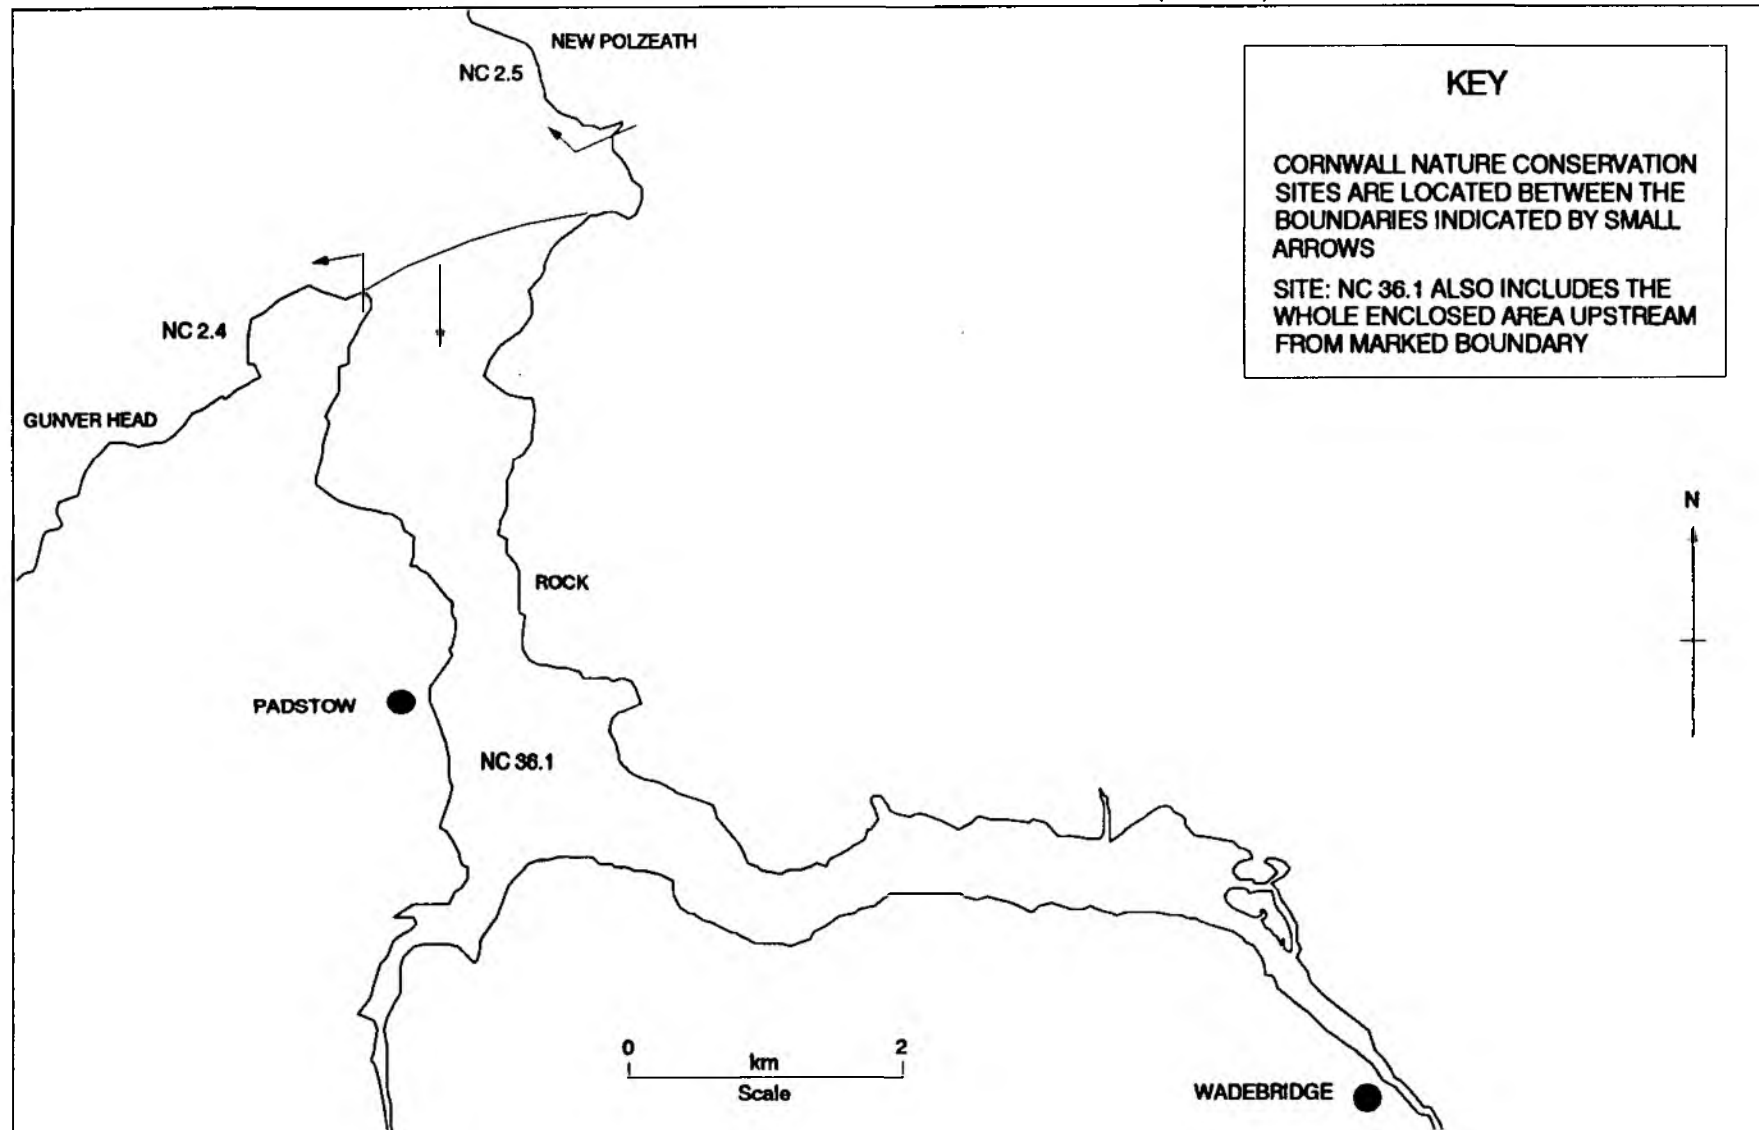 NEW POLZEATH
NC 2.5
KEY
CORNWALL NATURE CONSERVATION
SITES ARE LOCATED BETWEEN THE
BOUNDARIES INDICATED BY SMALL
ARROWS
SITE: NC 36.1 ALSO INCLUDES THE
WHOLE ENCLOSED AREA UPSTREAM
FROM MARKED BOUNDARY
NC 2.4
GUNVER HEAD
N
ROCK
PADSTOW
NC 36.1
0 2
km
Scale
WADEBRIDGE